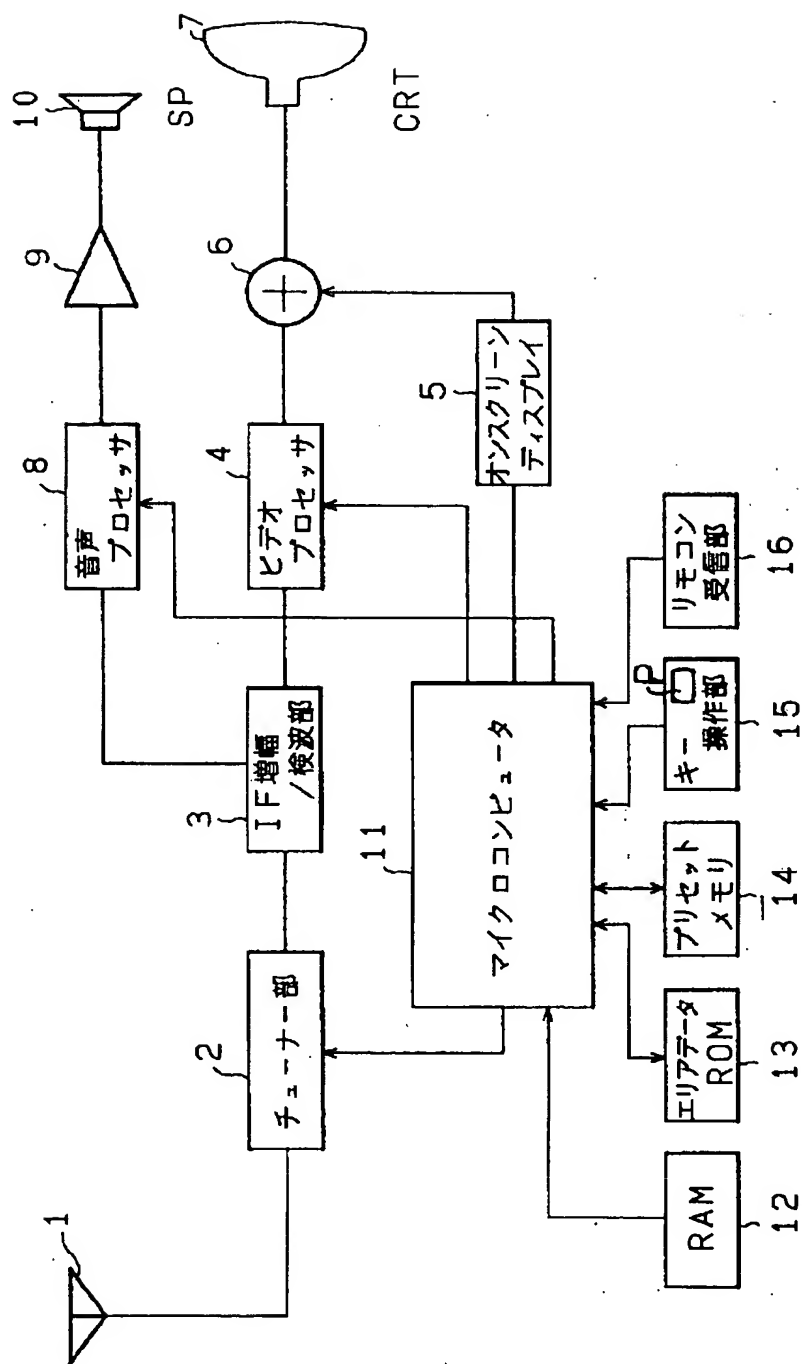 1
2
チューナー部
3
IF増幅
/検波部
8
音声
プロセッサ
9
10
SP
4
ビデオ
プロセッサ
6
7
CRT
5
オンスクリーン
ディスプレイ
11
マイクロコンピュータ
RAM
12
エリアデータ
ROM
13
プリセット
メモリ
14
キー
操作部
P
15
リモコン
受信部
16